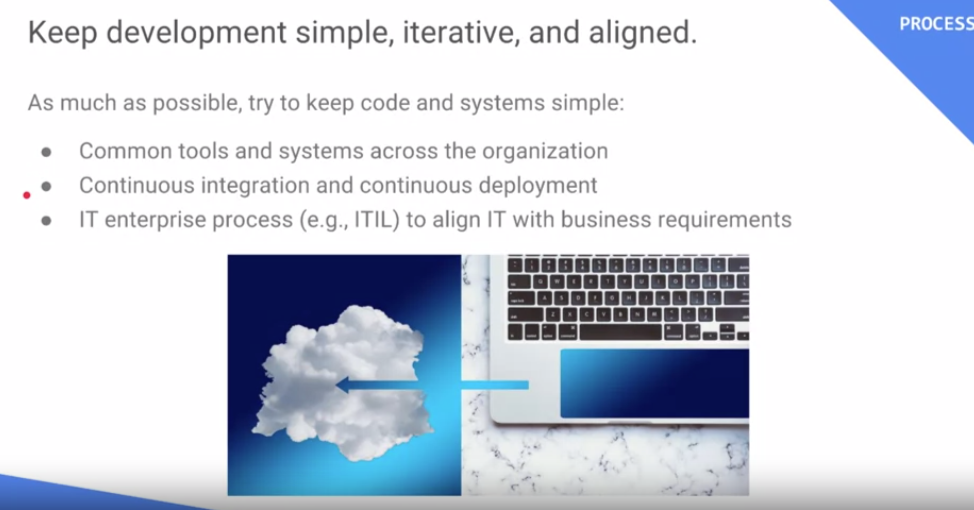 PROCESS
Keep development simple, iterative, and aligned.
As much as possible, try to keep code and systems simple:
● Common tools and systems across the organization
● Continuous integration and continuous deployment
● IT enterprise process (e.g., ITIL) to align IT with business requirements